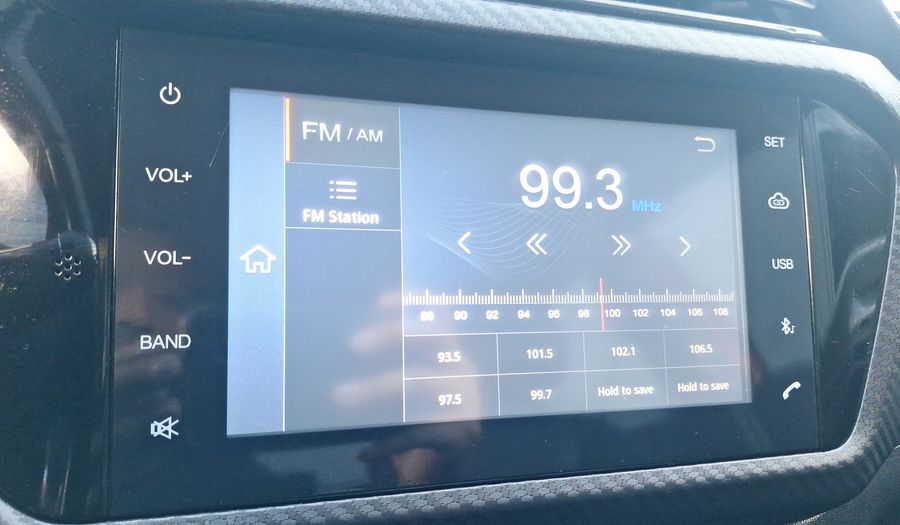 VOL+
VOL-
BAND
FM / AM
FM Station
99.3 MHz
88 90 92 94 96 98 100 102 104 106 108
93.5 101.5 102.1 106.5
97.5 99.7 Hold to save Hold to save
SET
USB